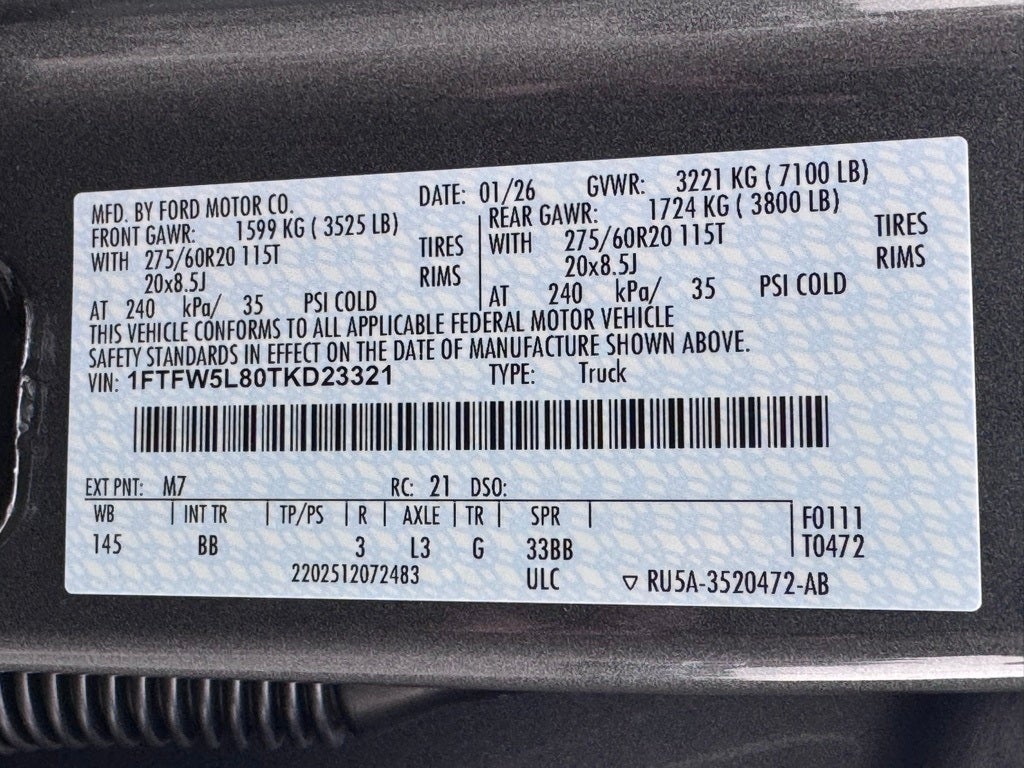 MFD. BY FORD MOTOR CO. DATE: 01/26 GVWR: 3221 KG ( 7100 LB)
FRONT GAWR: 1599 KG ( 3525 LB) REAR GAWR: 1724 KG ( 3800 LB)
WITH 275/60R20 115T TIRES WITH 275/60R20 115T TIRES
20x8.5J RIMS 20x8.5J RIMS
AT 240 kPa/ 35 PSI COLD AT 240 kPa/ 35 PSI COLD
THIS VEHICLE CONFORMS TO ALL APPLICABLE FEDERAL MOTOR VEHICLE
SAFETY STANDARDS IN EFFECT ON THE DATE OF MANUFACTURE SHOWN ABOVE.
VIN: 1FTFW5L80TKD23321 TYPE: Truck
EXT PNT: M7 RC: 21 DSO:
WB INT TR TP/PS R AXLE TR SPR F0111
145 BB 3 L3 G 33BB T0472
2202512072483 ULC ▽ RU5A-3520472-AB